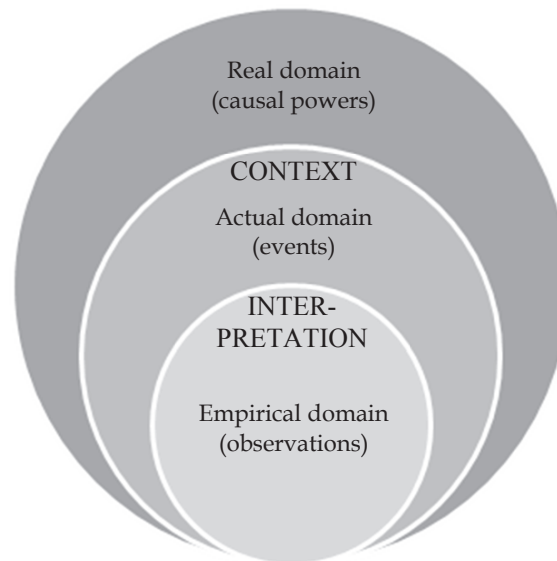 Real domain
(causal powers)
CONTEXT
Actual domain
(events)
INTER-
PRETATION
Empirical domain
(observations)